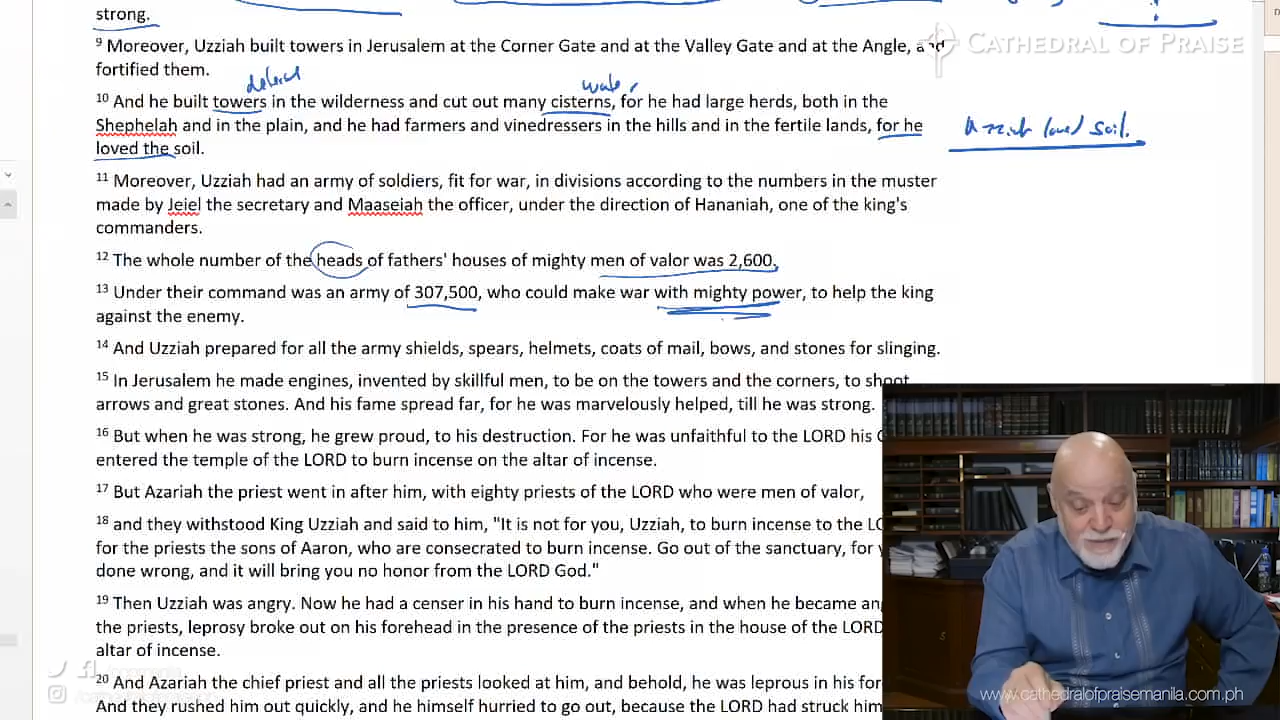 strong.
9 Moreover, Uzziah built towers in Jerusalem at the Corner Gate and at the Valley Gate and at the Angle, and
CATHEDRAL OF PRAISE
fortified them.
defence
water
10 And he built towers in the wilderness and cut out many cisterns, for he had large herds, both in the
Shephelah and in the plain, and he had farmers and vinedressers in the hills and in the fertile lands, for he
Uzziah loved soil.
loved the soil.
11 Moreover, Uzziah had an army of soldiers, fit for war, in divisions according to the numbers in the muster
made by Jeiel the secretary and Maaseiah the officer, under the direction of Hananiah, one of the king's
commanders.
12 The whole number of the heads of fathers' houses of mighty men of valor was 2,600.
13 Under their command was an army of 307,500, who could make war with mighty power, to help the king
against the enemy.
14 And Uzziah prepared for all the army shields, spears, helmets, coats of mail, bows, and stones for slinging.
15 In Jerusalem he made engines, invented by skillful men, to be on the towers and the corners, to shoot
arrows and great stones. And his fame spread far, for he was marvelously helped, till he was strong.
16 But when he was strong, he grew proud, to his destruction. For he was unfaithful to the LORD his
entered the temple of the LORD to burn incense on the altar of incense.
17 But Azariah the priest went in after him, with eighty priests of the LORD who were men of valor,
18 and they withstood King Uzziah and said to him, "It is not for you, Uzziah, to burn incense to the
for the priests the sons of Aaron, who are consecrated to burn incense. Go out of the sanctuary, for
done wrong, and it will bring you no honor from the LORD God."
19 Then Uzziah was angry. Now he had a censer in his hand to burn incense, and when he became
the priests, leprosy broke out on his forehead in the presence of the priests in the house of the LORD
altar of incense.
20 And Azariah the chief priest and all the priests looked at him, and behold, he was leprous in his
And they rushed him out quickly, and he himself hurried to go out, because the LORD had struck him
www.cathedralofpraisemanila.com.ph